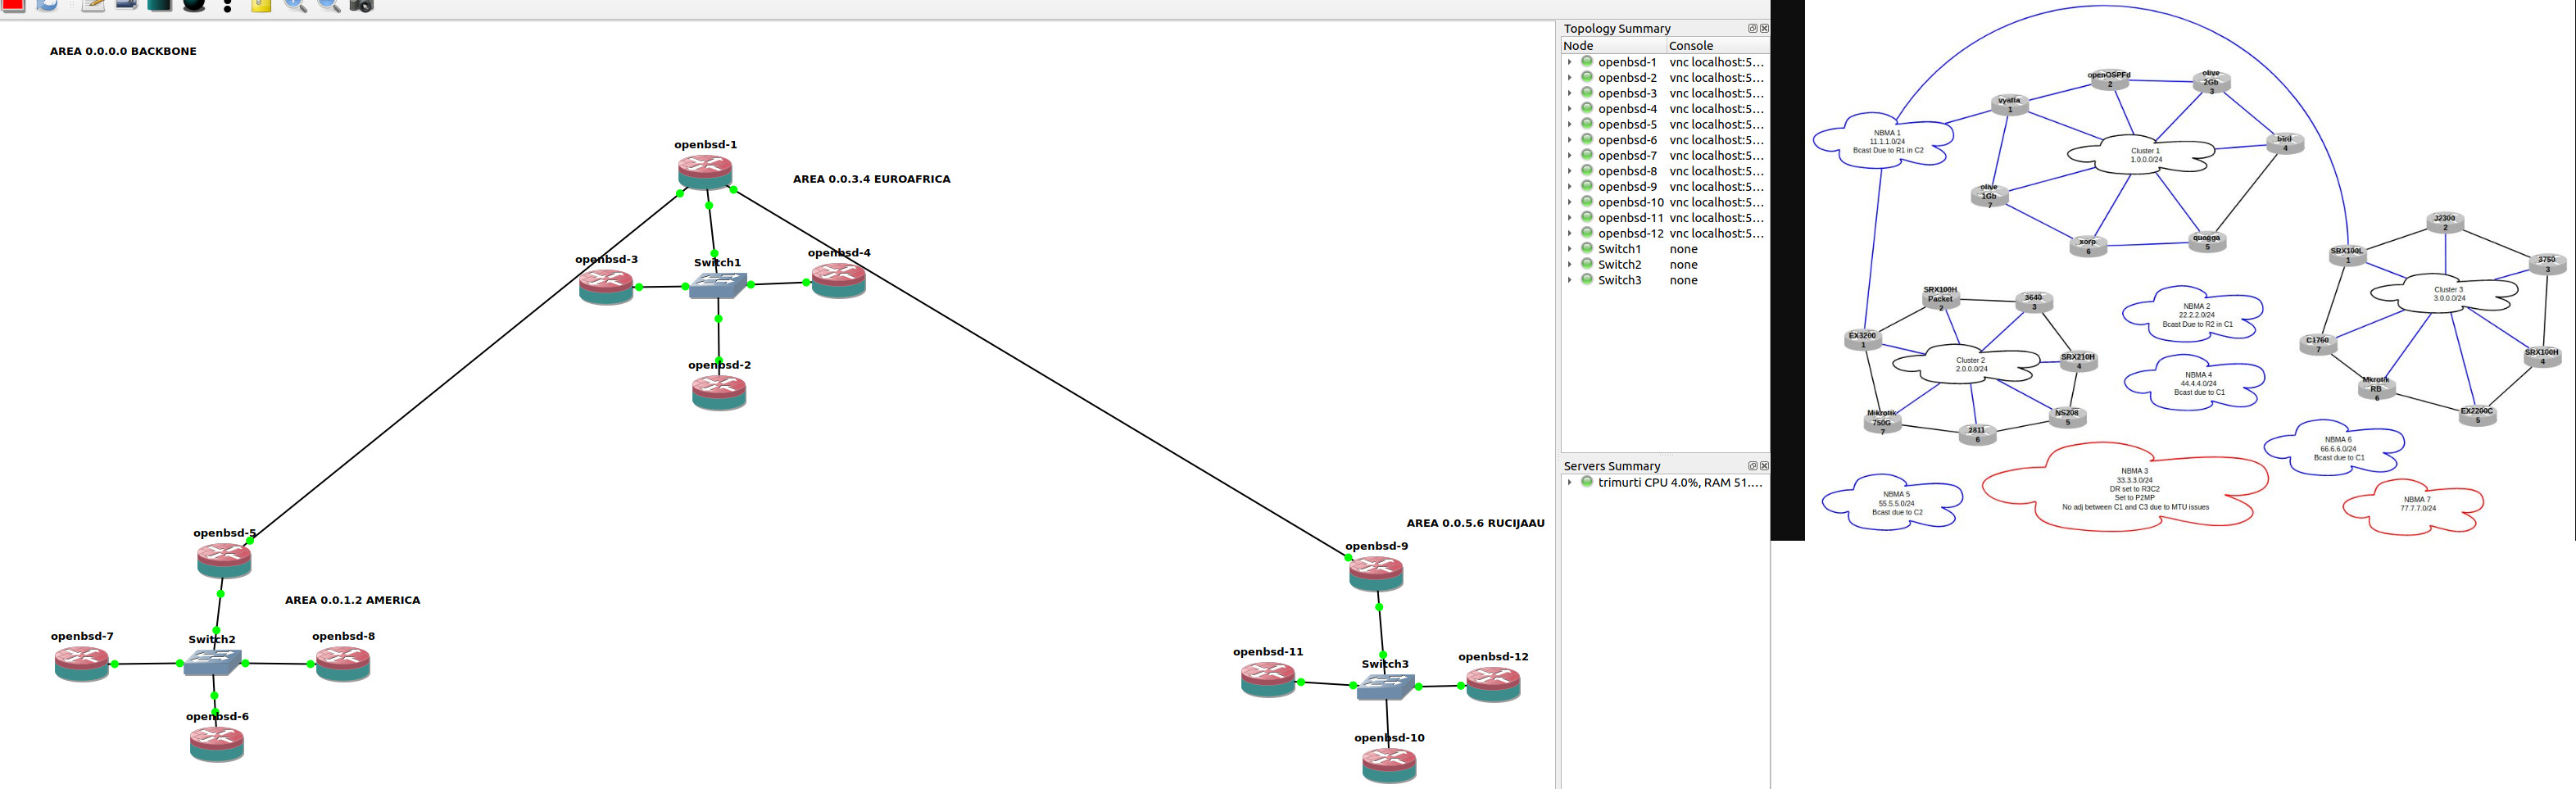 AREA 0.0.0.0 BACKBONE
openbsd-1
AREA 0.0.3.4 EUROAFRICA
openbsd-3
Switch1
openbsd-4
openbsd-2
openbsd-5
AREA 0.0.1.2 AMERICA
openbsd-7
Switch2
openbsd-8
openbsd-6
AREA 0.0.5.6 RUCIJAAU
openbsd-9
openbsd-11
Switch3
openbsd-12
openbsd-10
Topology Summary
Node Console
openbsd-1 vnc localhost:5...
openbsd-2 vnc localhost:5...
openbsd-3 vnc localhost:5...
openbsd-4 vnc localhost:5...
openbsd-5 vnc localhost:5...
openbsd-6 vnc localhost:5...
openbsd-7 vnc localhost:5...
openbsd-8 vnc localhost:5...
openbsd-9 vnc localhost:5...
openbsd-10 vnc localhost:5...
openbsd-11 vnc localhost:5...
openbsd-12 vnc localhost:5...
Switch1 none
Switch2 none
Switch3 none
Servers Summary
trimurti CPU 4.0%, RAM 51....
NBMA 1
11.1.1.0/24
Bcast Due to R1 in C2
vyatta
1
openOSPFd
2
olive
2Gb
3
bird
4
Cluster 1
1.0.0.0/24
olive
1Gb
7
xorp
6
quagga
5
SRX100L
1
J2300
2
3750
3
Cluster 3
3.0.0.0/24
C1760
7
SRX100H
4
Mkrotik
RB
6
EX2200C
5
SRX100H
Packet
2
3640
3
EX3200
1
Cluster 2
2.0.0.0/24
SRX210H
4
Mikrotik
750G
7
2811
6
NS208
5
NBMA 2
22.2.2.0/24
Bcast Due to R2 in C1
NBMA 4
44.4.4.0/24
Bcast due to C1
NBMA 6
66.6.6.0/24
Bcast due to C1
NBMA 5
55.5.5.0/24
Bcast due to C2
NBMA 3
33.3.3.0/24
DR set to R3C2
Set to P2MP
No adj between C1 and C3 due to MTU issues
NBMA 7
77.7.7.0/24